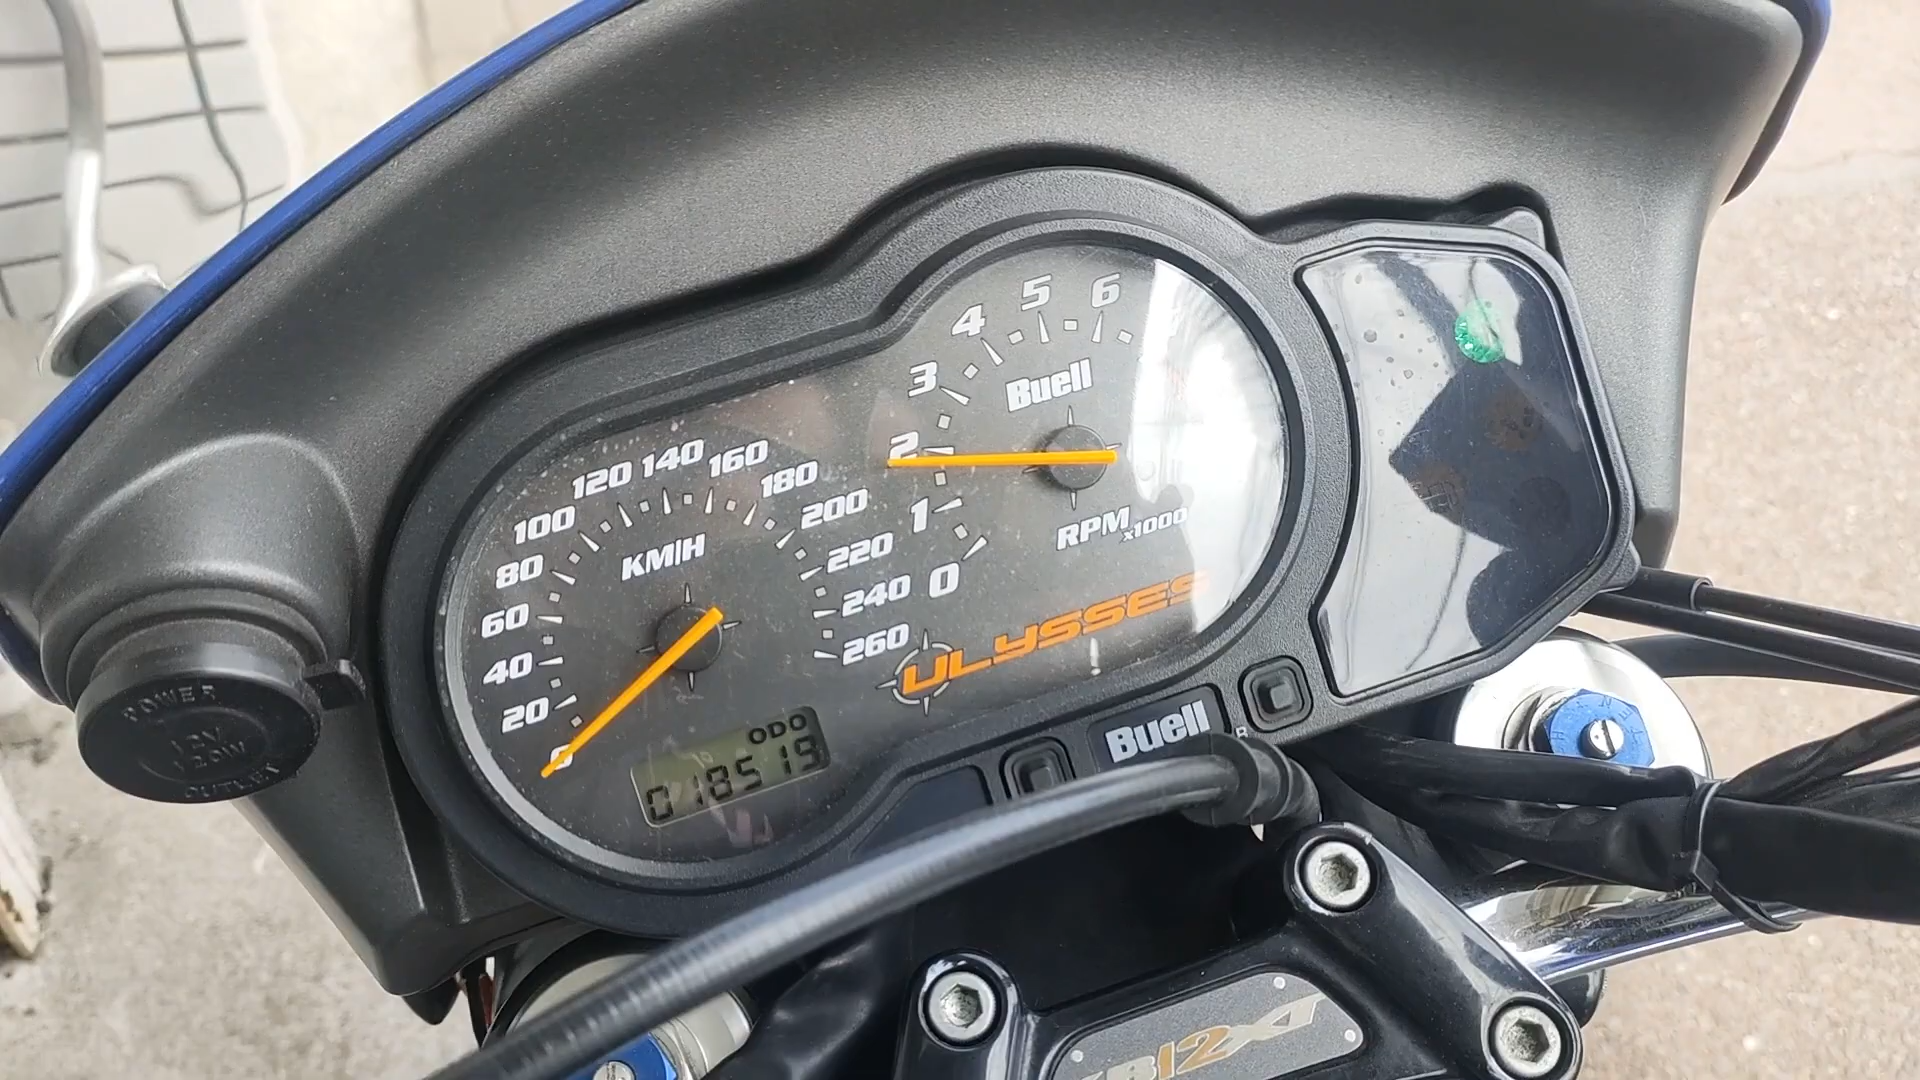 5
6
4
3
Buell
2
1
0
RPM
x1000
120 140 160
180
100
200
80
KM/H
220
60
240
40
260
20
0
ULYSSES
ODO
018519
Buell
POWER
12V
120W
OUTLET
XB12XT